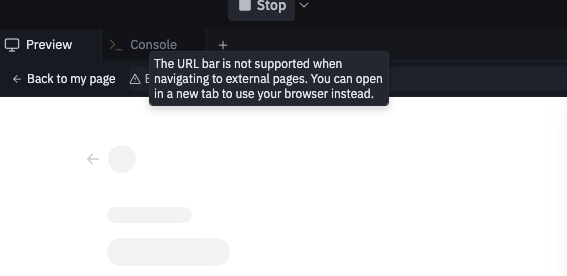 Stop
Preview
Console
The URL bar is not supported when
navigating to external pages. You can open
in a new tab to use your browser instead.
Back to my page